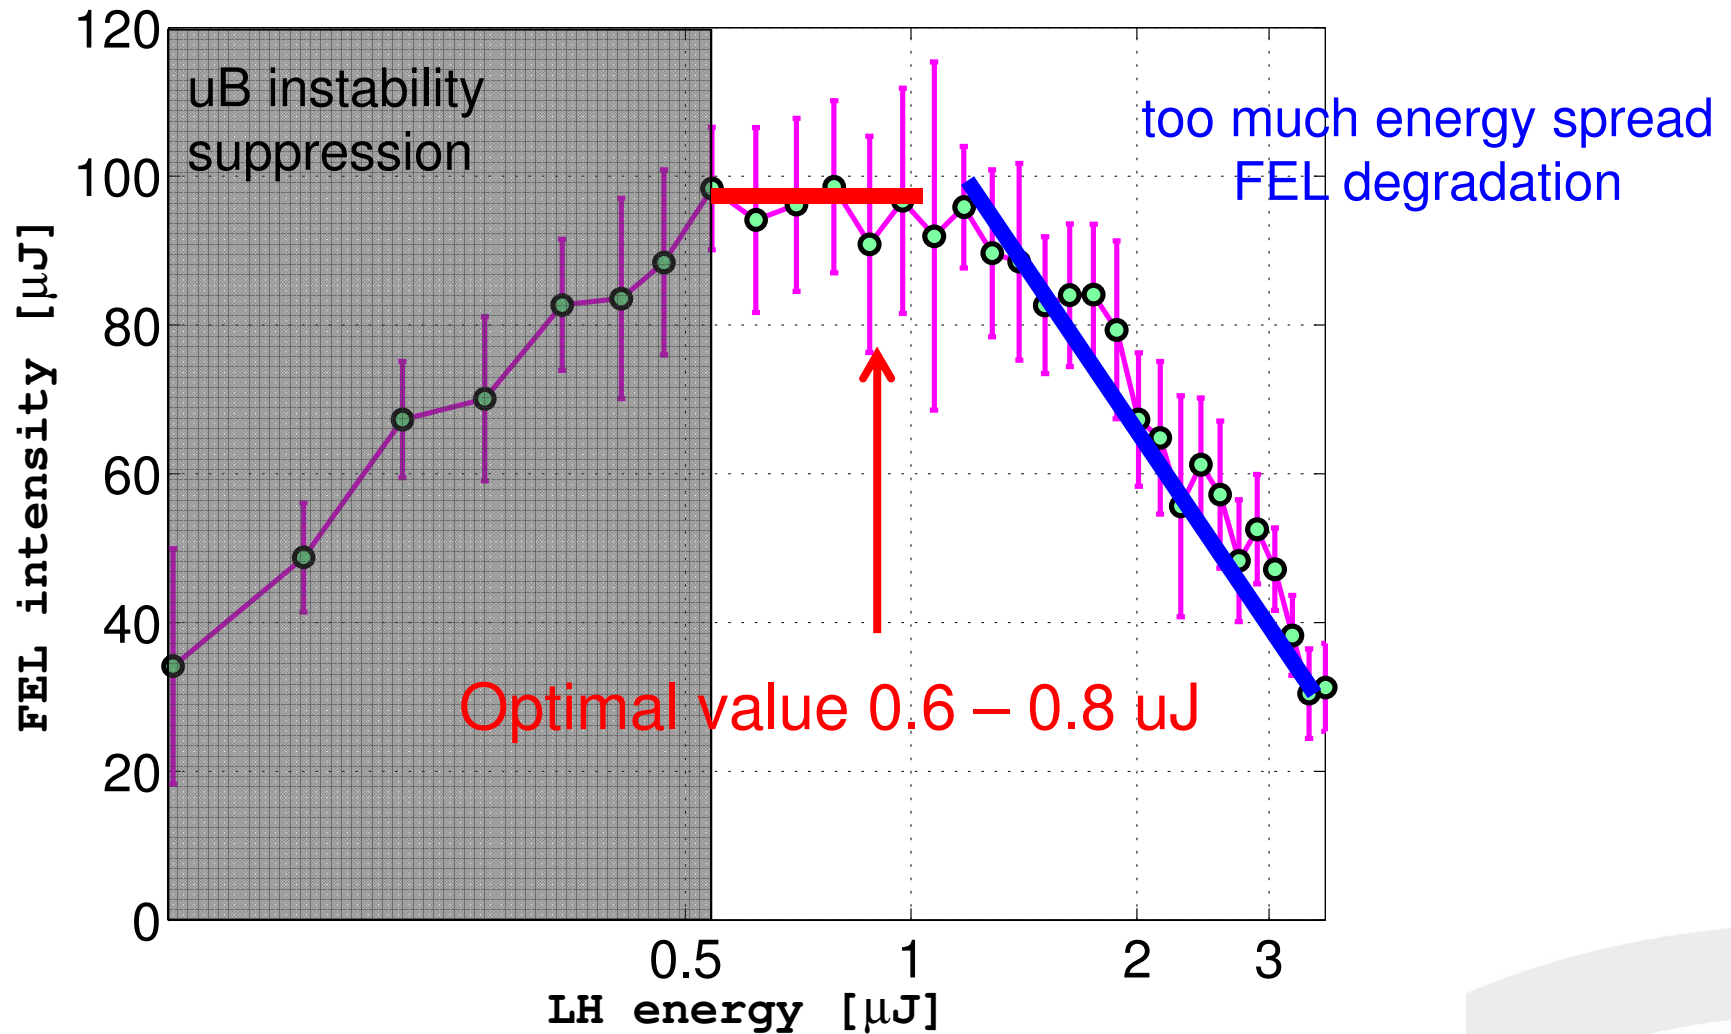 120
100
80
60
40
20
0
FEL intensity [μJ]
uB instability
suppression
too much energy spread
FEL degradation
Optimal value 0.6 – 0.8 uJ
0.5 1 2 3
LH energy [μJ]